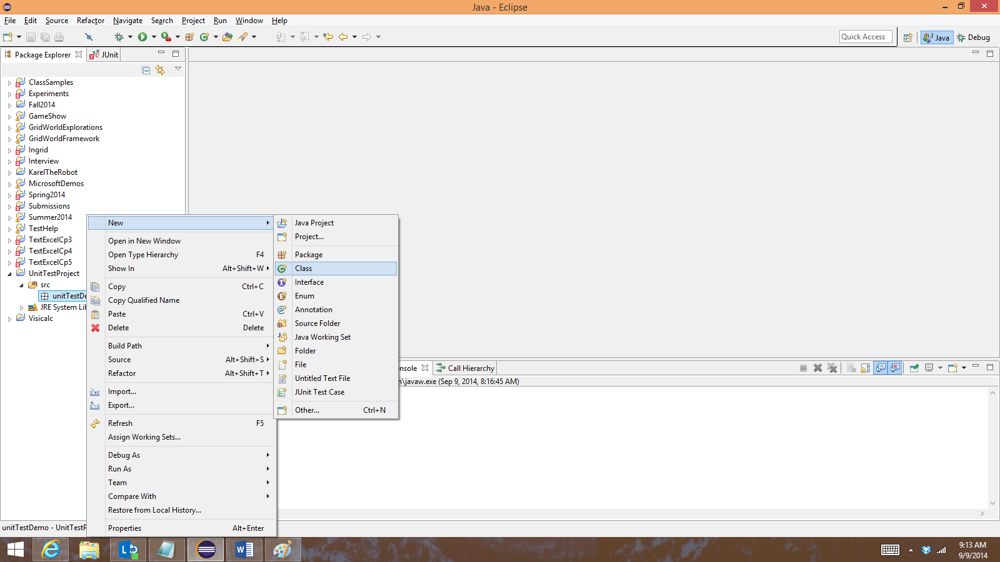 Java - Eclipse
File Edit Source Refactor Navigate Search Project Run Window Help
Quick Access Java Debug
Package Explorer JUnit
ClassSamples
Experiments
Fall2014
GameShow
GridWorldExplorations
GridWorldFramework
Ingrid
Interview
KarelTheRobot
MicrosoftDemos
Spring2014
Submissions
Summer2014
TestHelp
TextExcelCp3
TextExcelCp4
TextExcelCp5
UnitTestProject
src
unitTestDe
JRE System Lib
Visicalc
New
Open in New Window
Open Type Hierarchy F4
Show In Alt+Shift+W
Copy Ctrl+C
Copy Qualified Name
Paste Ctrl+V
Delete Delete
Build Path
Source Alt+Shift+S
Refactor Alt+Shift+T
Import...
Export...
Refresh F5
Assign Working Sets...
Debug As
Run As
Team
Compare With
Restore from Local History...
Properties Alt+Enter
Java Project
Project...
Package
Class
Interface
Enum
Annotation
Source Folder
Java Working Set
Folder
File
Untitled Text File
JUnit Test Case
Other... Ctrl+N
nsole Call Hierarchy
n\javaw.exe (Sep 9, 2014, 8:16:45 AM)
unitTestDemo - UnitTestP
9:13 AM
9/9/2014